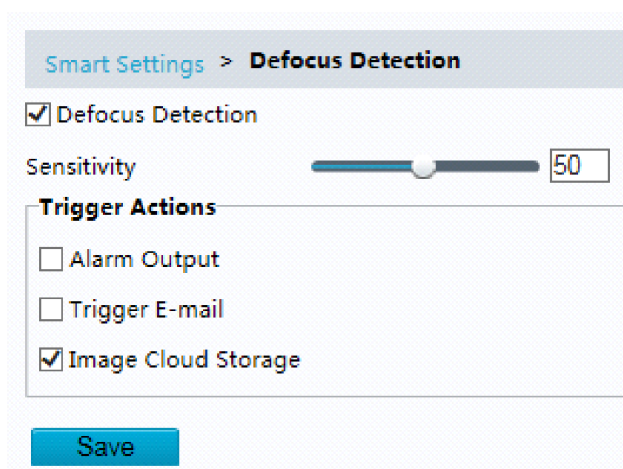 Smart Settings > Defocus Detection
Defocus Detection
Sensitivity 50
Trigger Actions
Alarm Output
Trigger E-mail
Image Cloud Storage
Save